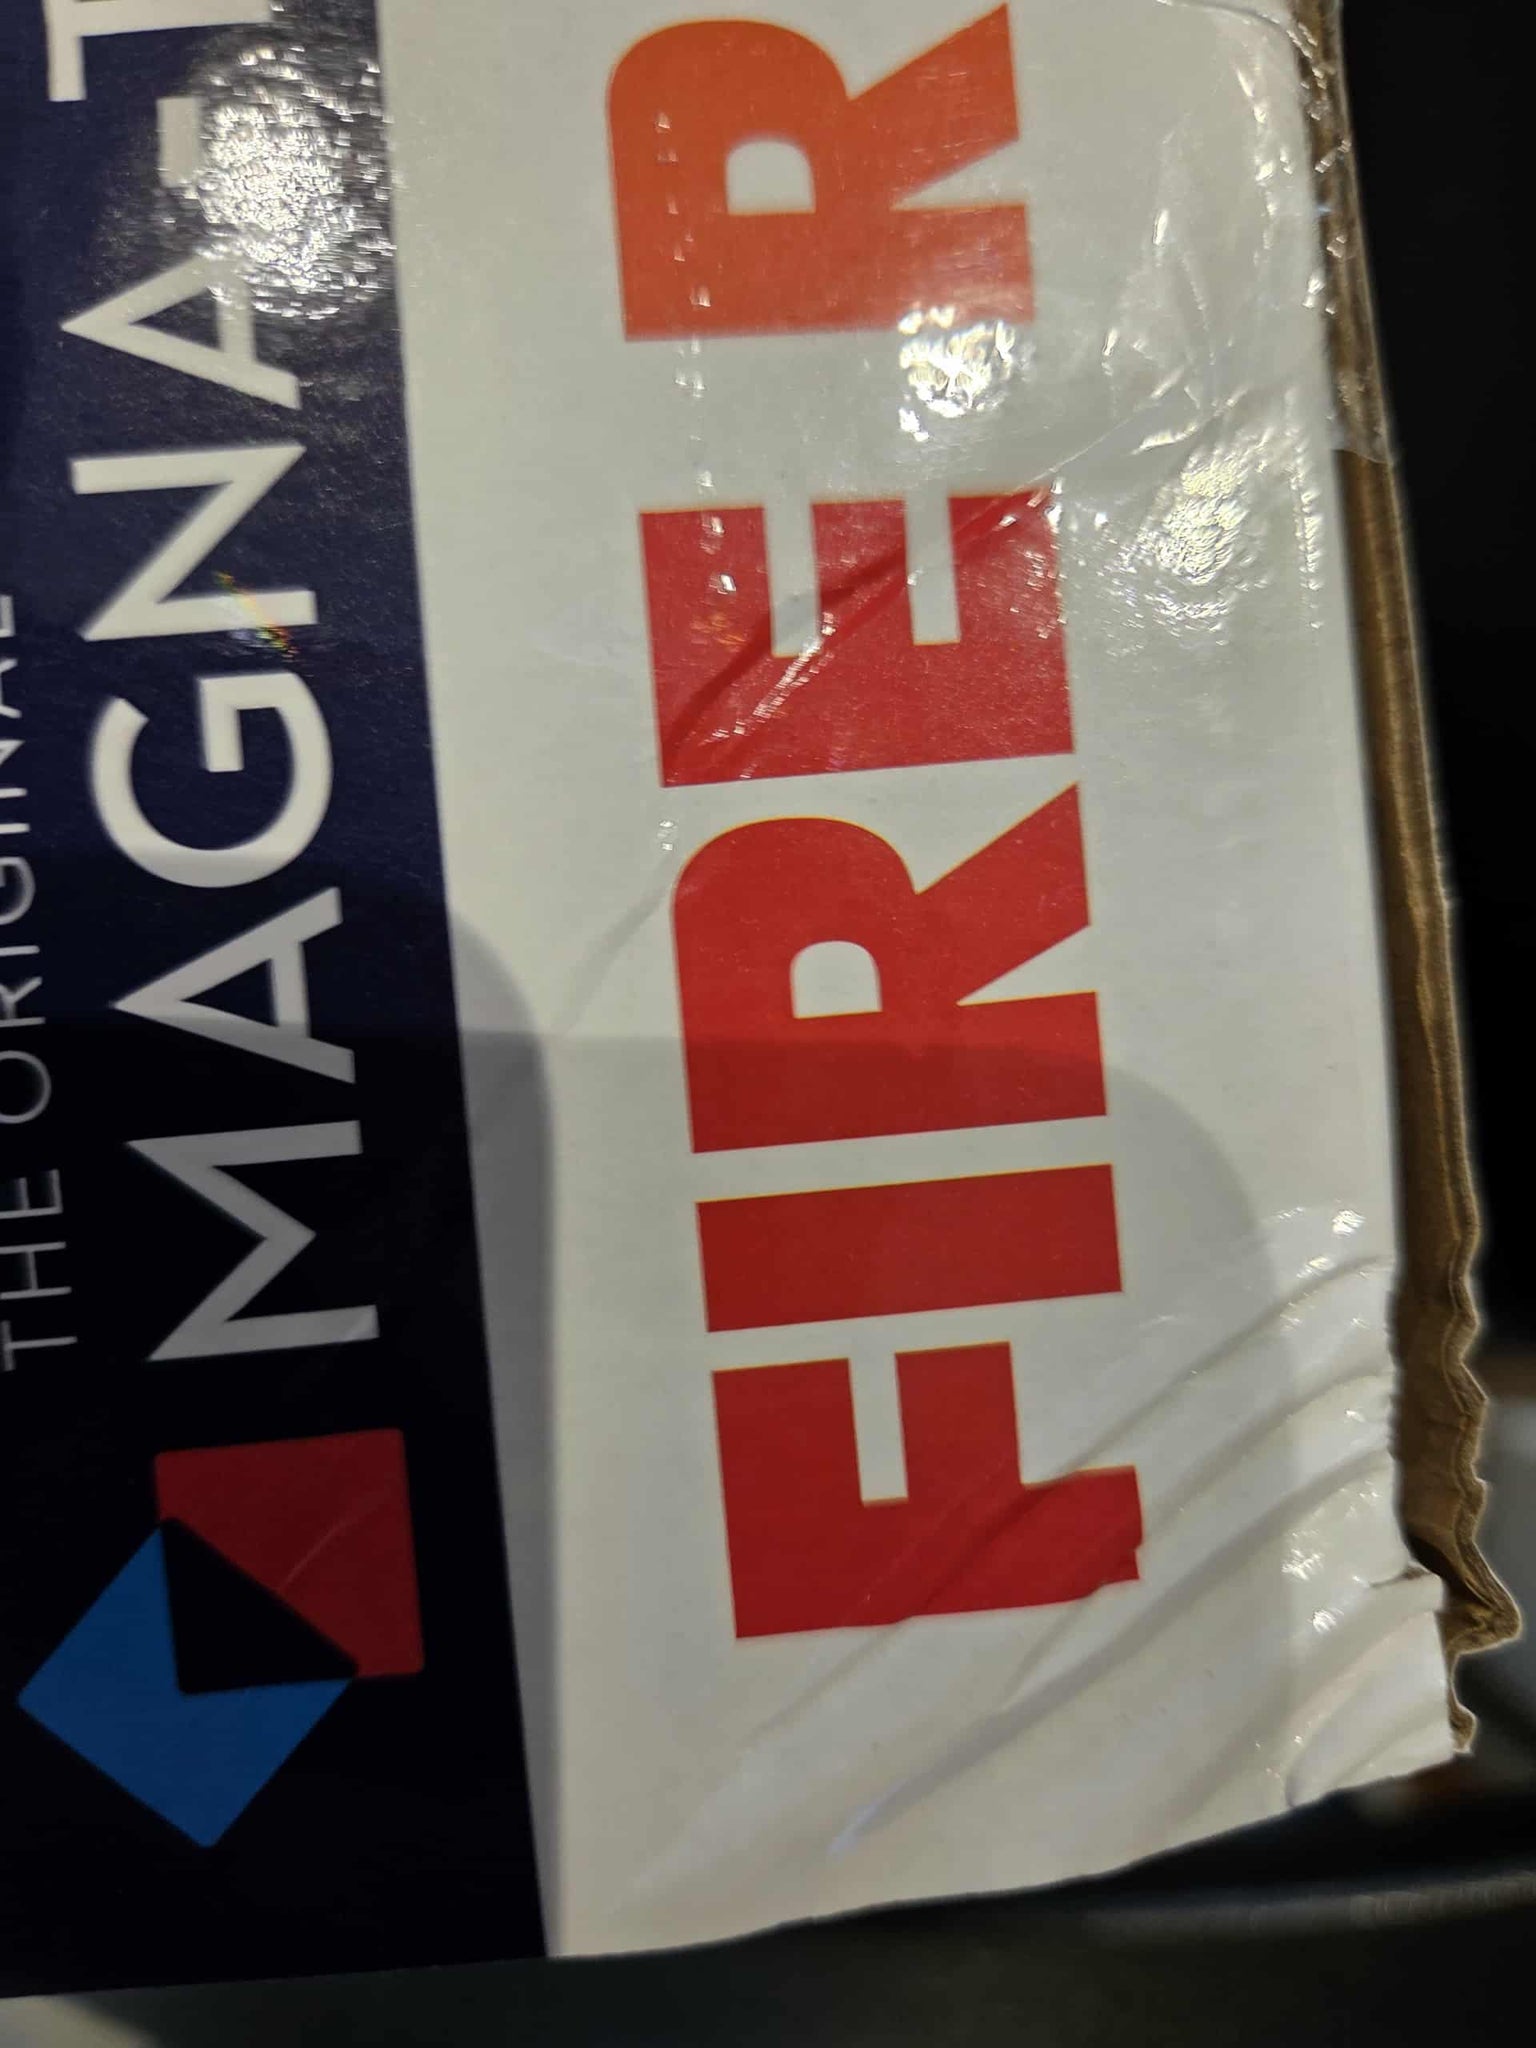 THE ORIGINAL
MAGNA-T
FIRE R